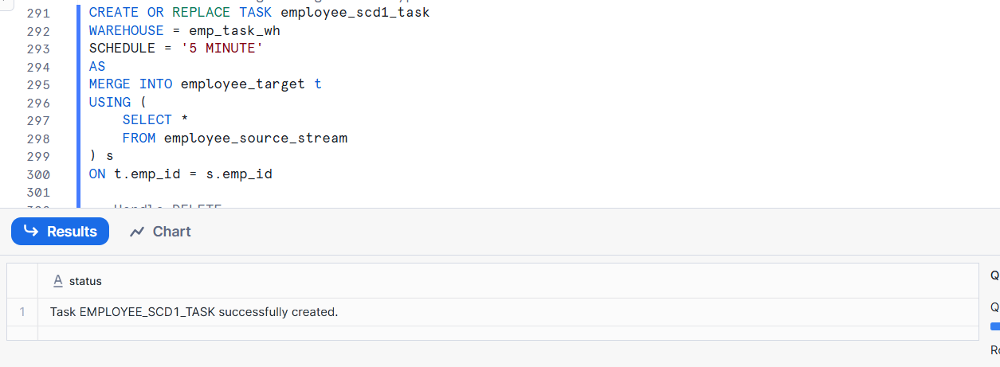 291 CREATE OR REPLACE TASK employee_scd1_task
292 WAREHOUSE = emp_task_wh
293 SCHEDULE = '5 MINUTE'
294 AS
295 MERGE INTO employee_target t
296 USING (
297 SELECT *
298 FROM employee_source_stream
299 ) s
300 ON t.emp_id = s.emp_id
301
Results Chart
A status
1 Task EMPLOYEE_SCD1_TASK successfully created.
Q
Q
Ro